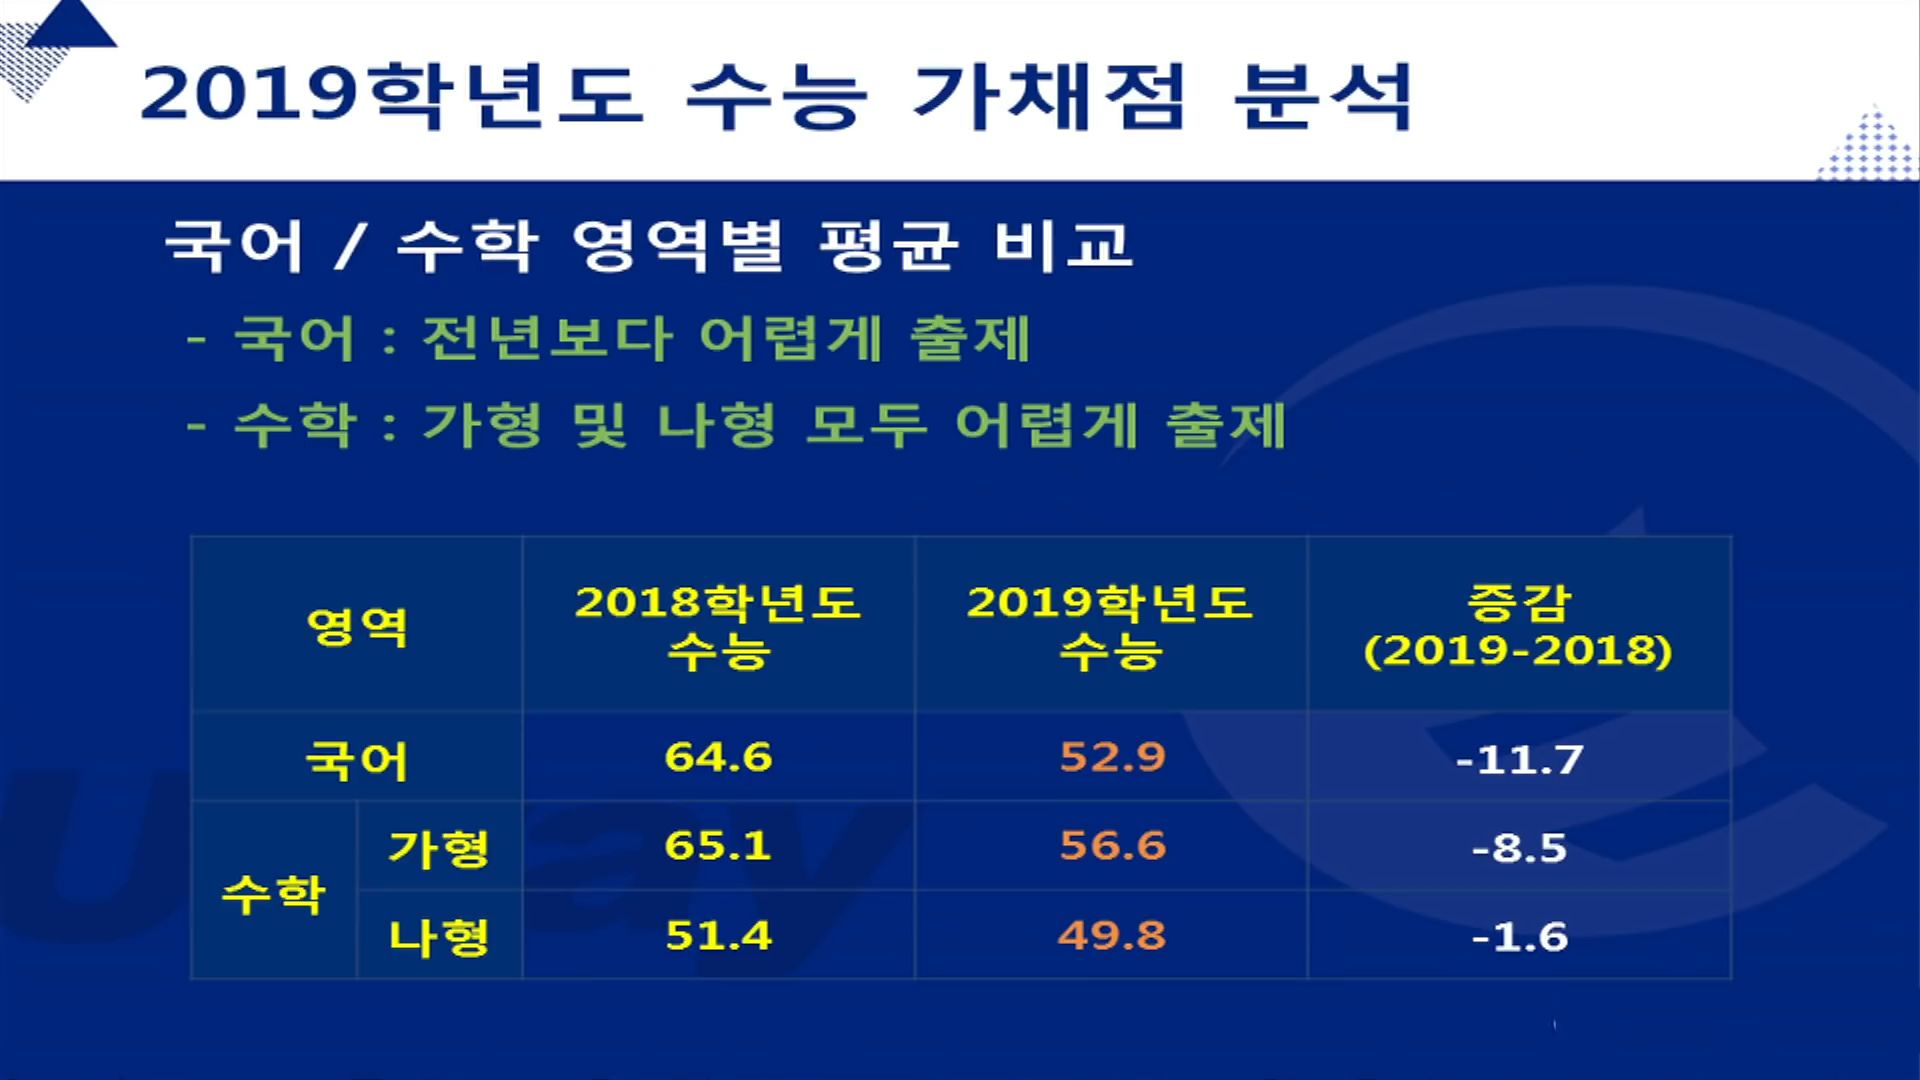 2019학년도 수능 가채점 분석
국어 / 수학 영역별 평균 비교
- 국어 : 전년보다 어렵게 출제
- 수학 : 가형 및 나형 모두 어렵게 출제
영역 2018학년도 수능 2019학년도 수능 증감 (2019-2018)
국어 64.6 52.9 -11.7
수학 가형 65.1 56.6 -8.5
나형 51.4 49.8 -1.6